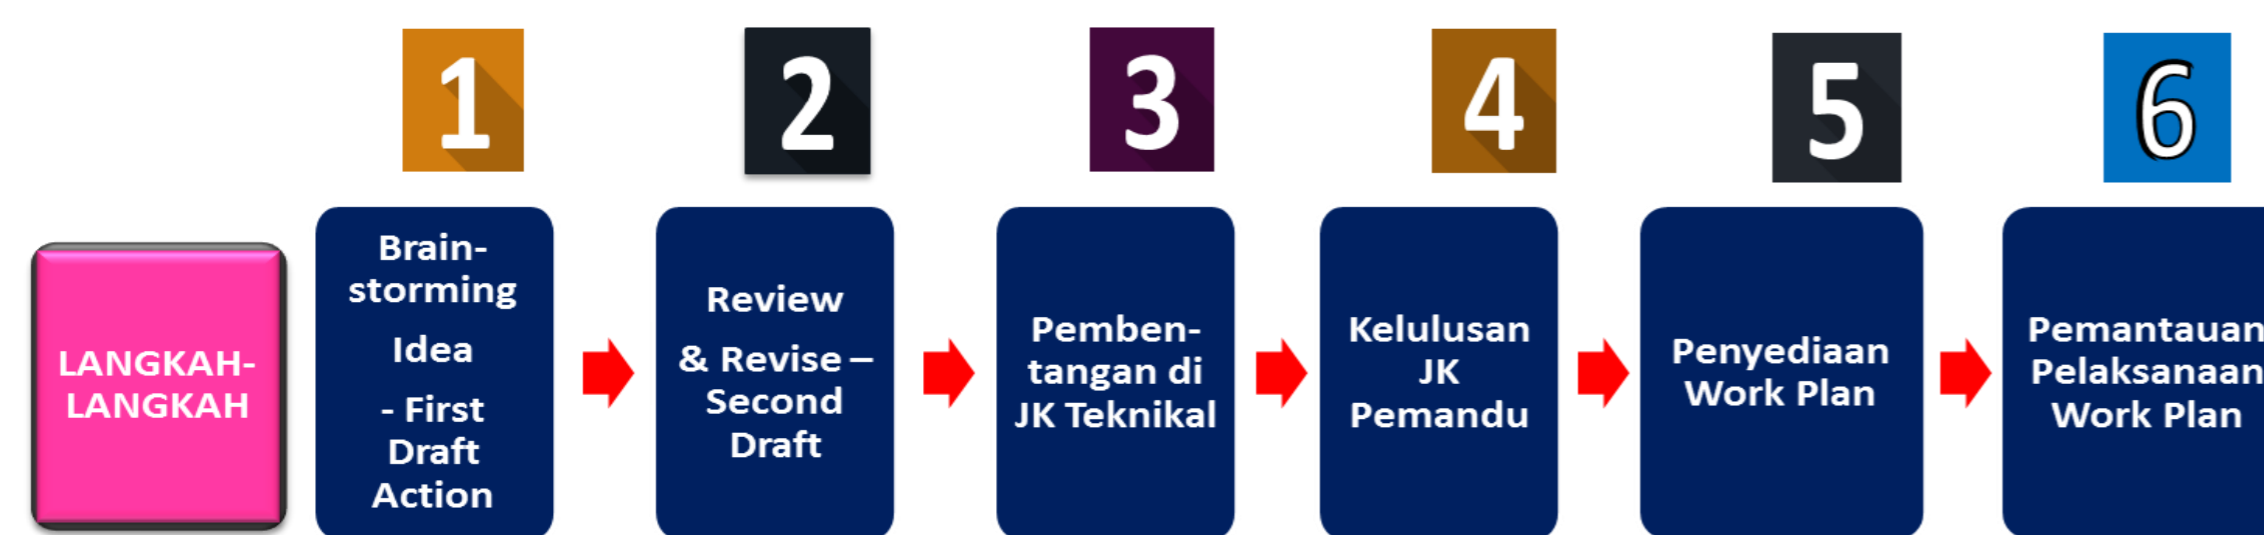 1
2
3
4
5
6
LANGKAH-
LANGKAH
Brain-
storming
Idea
- First
Draft
Action
Review
& Revise –
Second
Draft
Pemben-
tangan di
JK Teknikal
Kelulusan
JK
Pemandu
Penyediaan
Work Plan
Pemantauan
Pelaksanaan
Work Plan